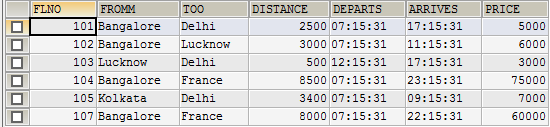 FLNO FROMM TOO DISTANCE DEPARTS ARRIVES PRICE
101 Bangalore Delhi 2500 07:15:31 17:15:31 5000
102 Bangalore Lucknow 3000 07:15:31 11:15:31 6000
103 Lucknow Delhi 500 12:15:31 17:15:31 3000
104 Bangalore France 8500 07:15:31 23:15:31 75000
105 Kolkata Delhi 3400 07:15:31 09:15:31 7000
107 Bangalore France 8000 07:15:31 22:15:31 60000